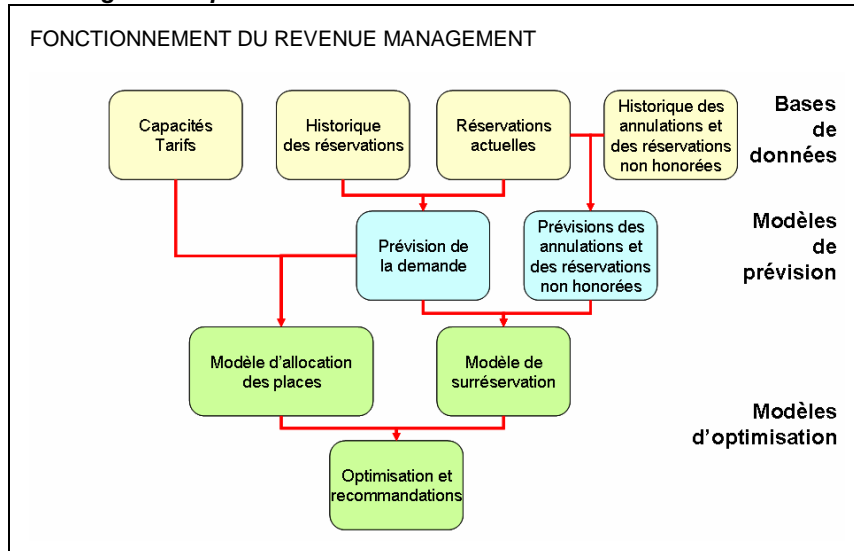 FONCTIONNEMENT DU REVENUE MANAGEMENT
Capacités
Tarifs
Historique
des réservations
Réservations
actuelles
Historique des
annulations et
des réservations
non honorées
Bases
de
données
Prévision de
la demande
Prévisions des
annulations et
des réservations
non honorées
Modèles
de
prévision
Modèle d'allocation
des places
Modèle de
surréservation
Modèles
d'optimisation
Optimisation et
recommandations